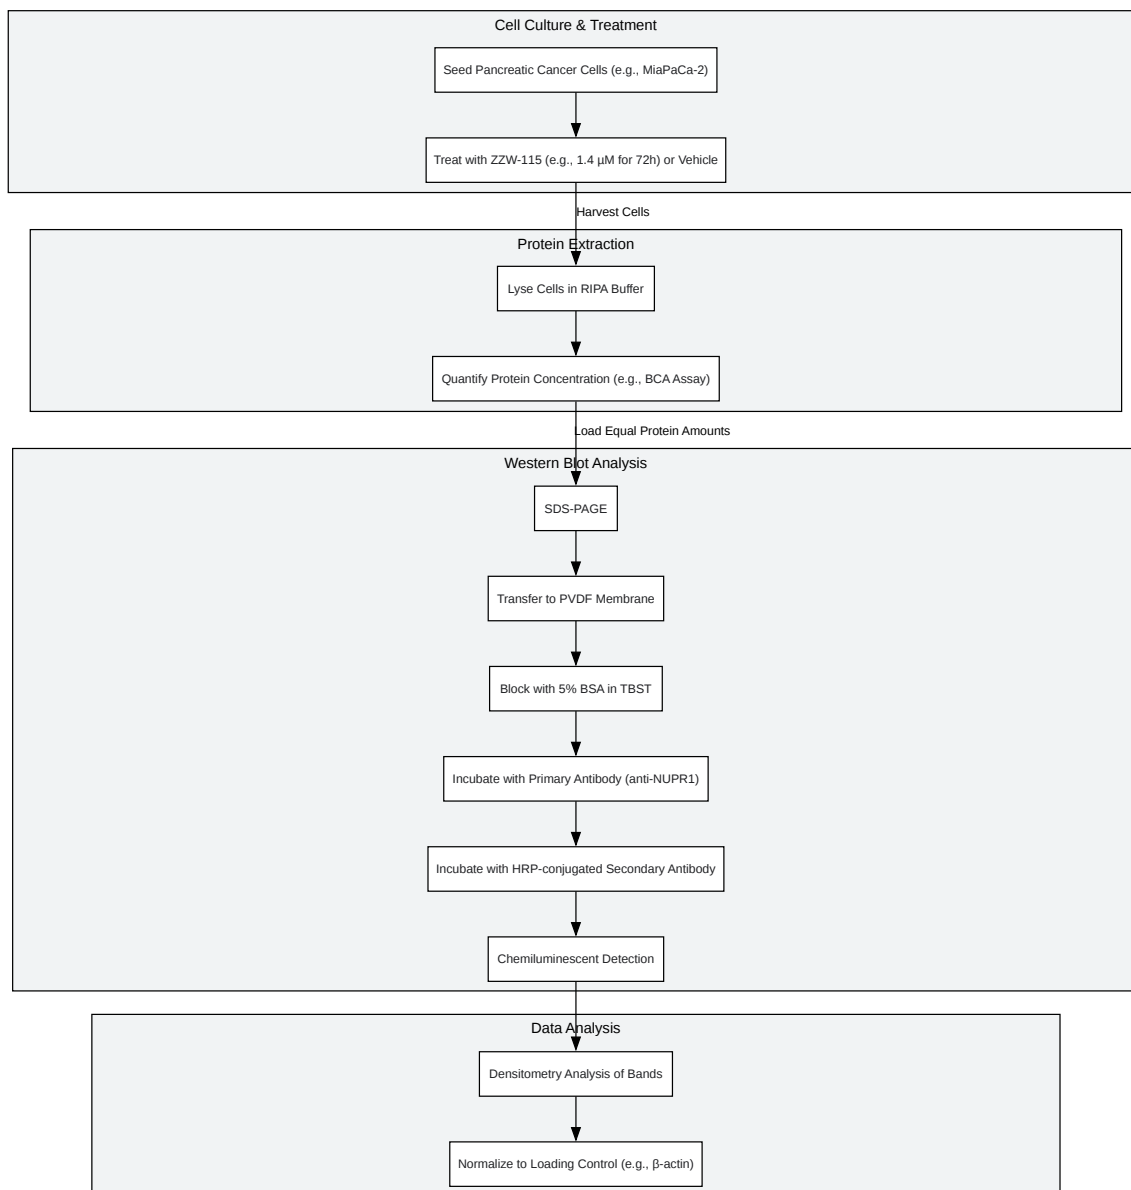 Cell Culture & Treatment
Seed Pancreatic Cancer Cells (e.g., MiaPaCa-2)
Treat with ZZW-115 (e.g., 1.4 µM for 72h) or Vehicle
Harvest Cells
Protein Extraction
Lyse Cells in RIPA Buffer
Quantify Protein Concentration (e.g., BCA Assay)
Load Equal Protein Amounts
Western Blot Analysis
SDS-PAGE
Transfer to PVDF Membrane
Block with 5% BSA in TBST
Incubate with Primary Antibody (anti-NUPR1)
Incubate with HRP-conjugated Secondary Antibody
Chemiluminescent Detection
Data Analysis
Densitometry Analysis of Bands
Normalize to Loading Control (e.g., β-actin)